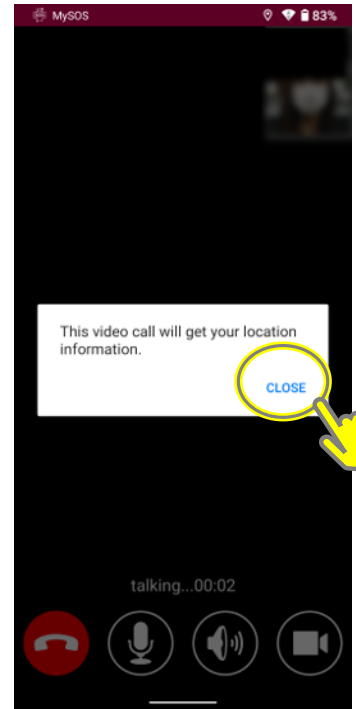 MySOS 83%
This video call will get your location
information.
CLOSE
talking...00:02